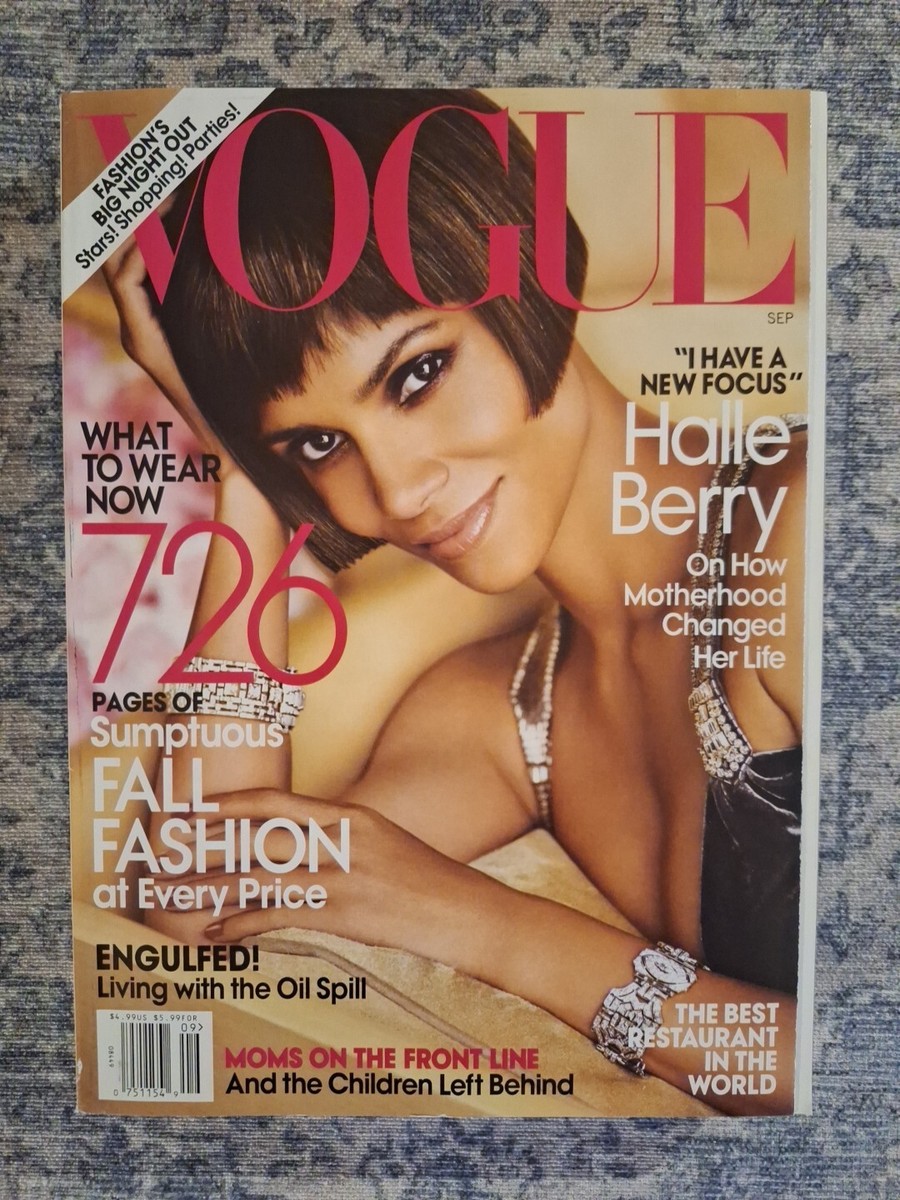 FASHION'S
BIG NIGHT OUT
Stars! Shopping! Parties!
VOGUE
SEP
"I HAVE A
NEW FOCUS"
Halle
Berry
On How
Motherhood
Changed
Her Life
WHAT
TO WEAR
NOW
726
PAGES OF
Sumptuous
FALL
FASHION
at Every Price
ENGULFED!
Living with the Oil Spill
$4.99US $5.99FOR
09>
0 751154 9
MOMS ON THE FRONT LINE
And the Children Left Behind
THE BEST
RESTAURANT
IN THE
WORLD